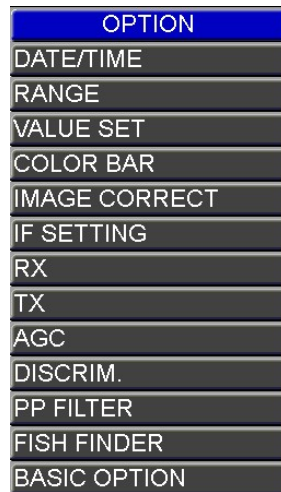 OPTION
DATE/TIME
RANGE
VALUE SET
COLOR BAR
IMAGE CORRECT
IF SETTING
RX
TX
AGC
DISCRIM.
PP FILTER
FISH FINDER
BASIC OPTION